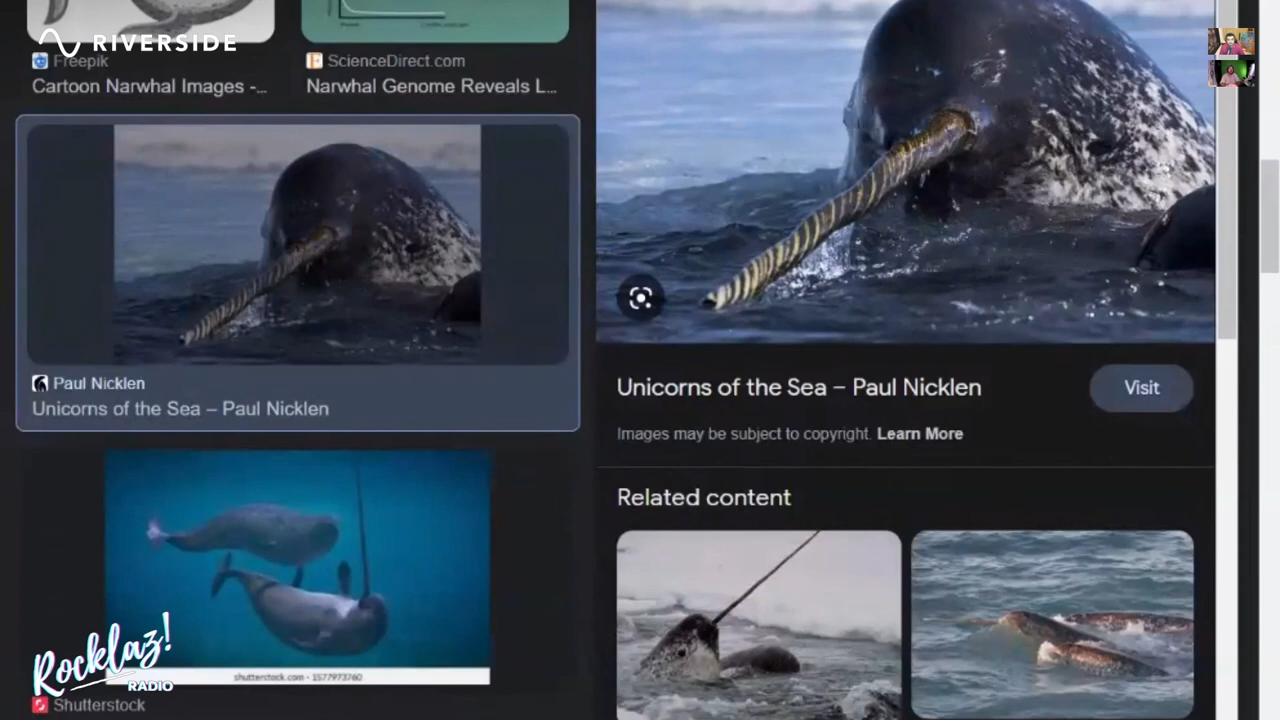 RIVERSIDE
Freepik
Cartoon Narwhal Images -...
ScienceDirect.com
Narwhal Genome Reveals L...
Paul Nicklen
Unicorns of the Sea – Paul Nicklen
shutterstock.com · 1577973760
Shutterstock
Rocklaz!
RADIO
Unicorns of the Sea – Paul Nicklen
Visit
Images may be subject to copyright. Learn More
Related content